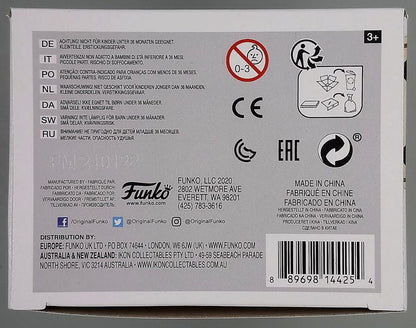 DE ACHTUNG! NICHT FÜR KINDER UNTER 36 MONATEN GEEIGNET.
KLEINTEILE. ERSTICKUNGSGEFAHR.
IT AVVERTENZA! NON ADATTO A BAMBINI DI ETÀ INFERIORE A 36 MESI.
PICCOLE PARTI. RISCHIO DI SOFFOCAMENTO.
PO ATENÇÃO! CONTRA-INDICADO PARA CRIANÇAS COM MENOS DE 36 MESES.
PEQUENAS PARTES. RISCO DE ASFIXIA.
NL WAARSCHUWING! NIET GESCHIKT VOOR KINDEREN JONGER DAN 36 MAANDEN.
KLEINE ONDERDELEN. VERSTIKKINGSGEVAAR.
DA ADVARSEL! IKKE EGNET TIL BØRN UNDER 36 MÅNEDER.
SMÅ DELE. KVÆLNINGSFARE.
SW VARNING! INTE LÄMPLIG FÖR BARN UNDER 36 MÅNADER.
SMÅ DELAR. KVÄVNINGSRISK.
RU ВНИМАНИЕ! НЕ ПРИГОДНО ДЛЯ ДЕТЕЙ МЛАДШЕ 36 МЕСЯЦЕВ.
0-3
3+
CE
EAC
MANUFACTURED BY / FABRIQUÉ PAR
FABRICADO POR / HERGESTELLT DURCH
FABBRICATO DA / FABRICADO POR
VERVAARDIGD DOOR / FREMSTILLET AF
TILLVERKAD AV / ИЗГОТОВЛЕНО
Funko
www.funko.com
FUNKO, LLC 2020
2802 WETMORE AVE
EVERETT, WA 98201
(425) 783-3616
/OriginalFunko
@OriginalFunko
@OriginalFunko
MADE IN CHINA
FABRIQUÉ EN CHINE
FABRICADO EN CHINA
HERGESTELLT IN CHINA / FABBRICATO IN CINA
FABRICADO NA CHINA / VERVAARDIGD IN CHINA
PRODUCERET I KINA / TILLVERKAD I KINA
СДЕЛАНО В КИТАЕ
DISTRIBUTION BY:
EUROPE: FUNKO UK LTD • PO BOX 74644 • LONDON, W6 6JW (UK) • WWW.FUNKO.COM
AUSTRALIA & NEW ZEALAND: IKON COLLECTABLES PTY LTD • 49-59 SEABEACH PARADE
NORTH SHORE, VIC 3214 AUSTRALIA • WWW.IKONCOLLECTABLES.COM.AU
8 89698 14425 4